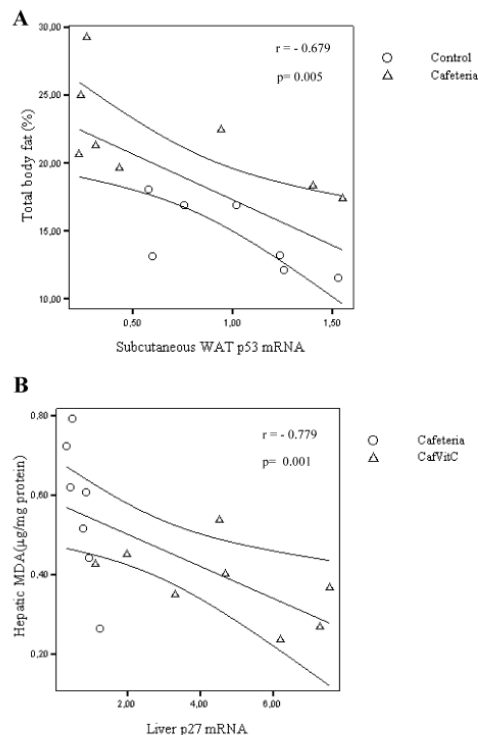 A
30,00
25,00
20,00
15,00
10,00
Total body fat (%)
r = - 0.679
p= 0.005
Control
Cafeteria
0,50
1,00
1,50
Subcutaneous WAT p53 mRNA
B
0,80
0,60
0,40
0,20
Hepatic MDA(µg/mg protein)
r = - 0.779
p= 0.001
Cafeteria
CafVitC
2,00
4,00
6,00
Liver p27 mRNA